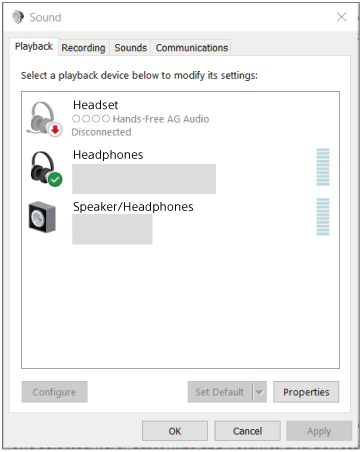 Sound
Playback Recording Sounds Communications
Select a playback device below to modify its settings:
Headset
○○○○ Hands-Free AG Audio
Disconnected
Headphones
Speaker/Headphones
Configure Set Default Properties
OK Cancel Apply